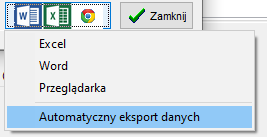 Zamknij
Excel
Word
Przeglądarka
Automatyczny eksport danych